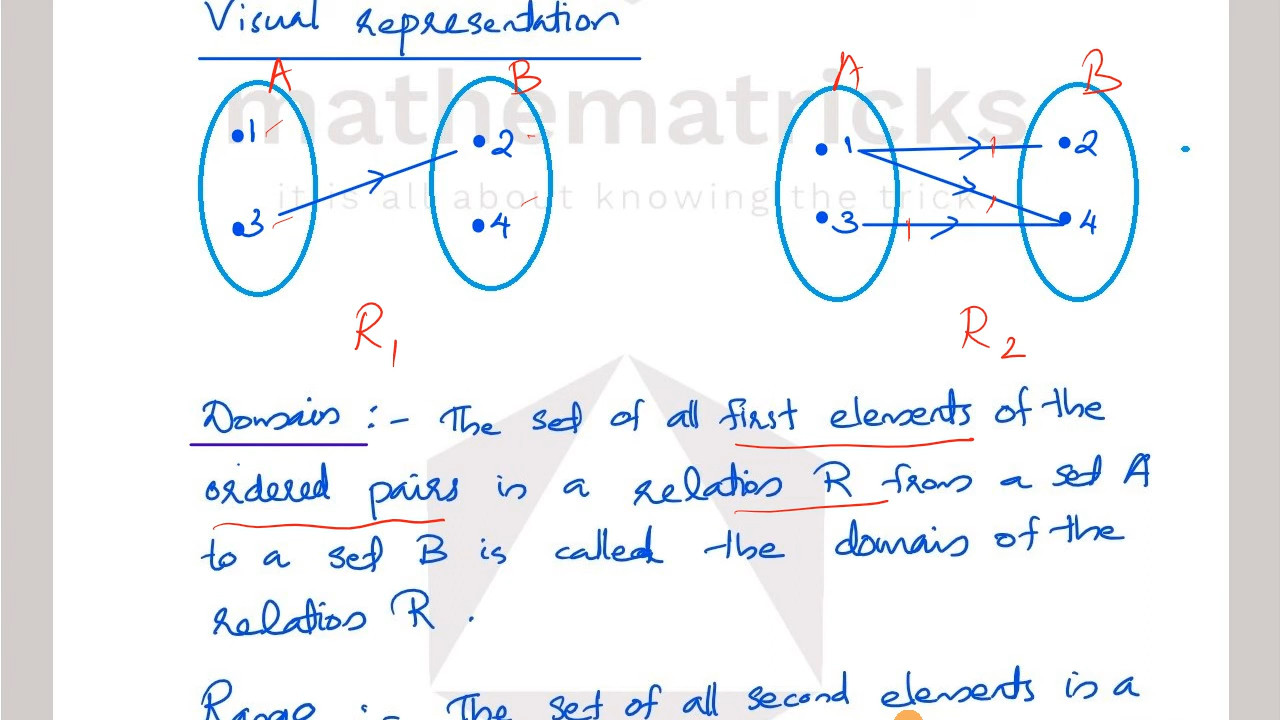 Visual representation
A B A B
mathematricks
it is all about knowing the tricks
1 2 1 2
3 4 3 4
R1 R2
Domain :- The set of all first elements of the
ordered pairs in a relation R from a set A
to a set B is called the domain of the
relation R .
Range :- The set of all second elements in a